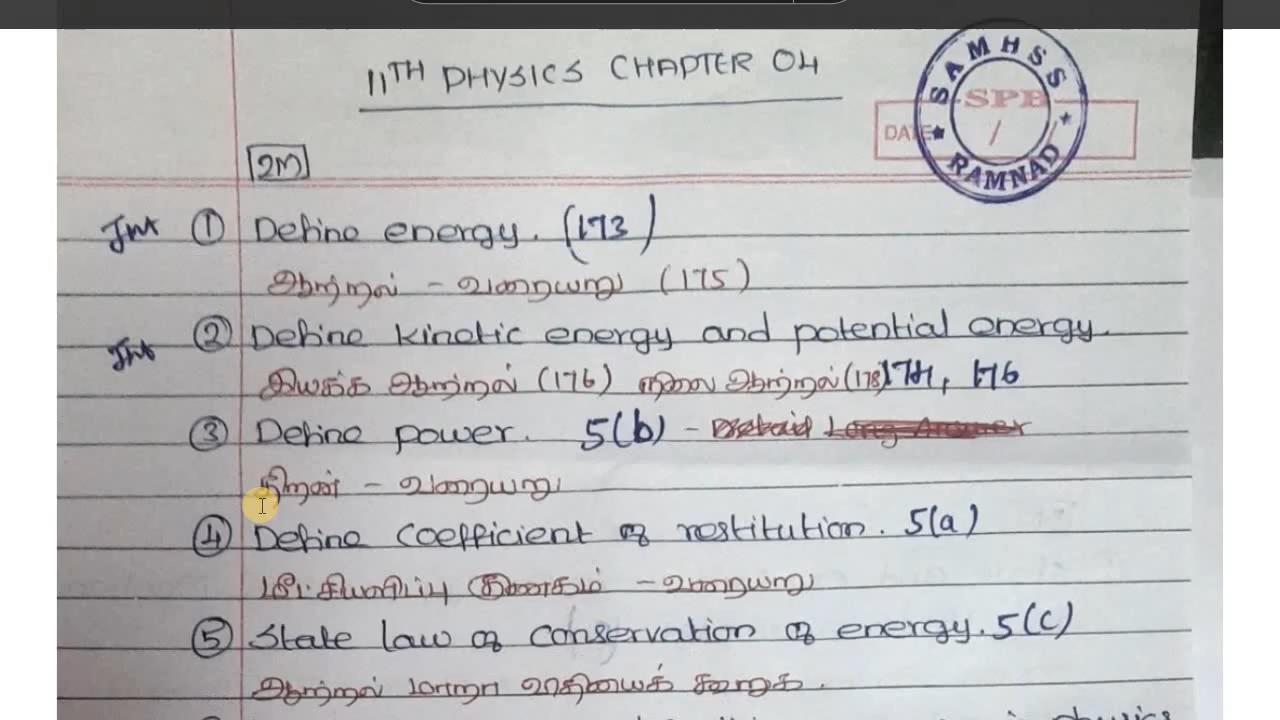 11TH PHYSICS CHAPTER 04
SAMHSS
SPB
DATE
RAMNAD
2M
Int ① Define energy. (173)
ஆற்றல் - வரையறு (175)
Int ② Define kinetic energy and potential energy.
இயக்க ஆற்றல் (176) நிலை ஆற்றல் (178) 174, 176
③ Define power. 5(b) -
திறன் - வரையறு
④ Define coefficient of restitution. 5(a)
மீட்சியளிப்பு குணகம் - வரையறு
⑤ State law of conservation of energy. 5(c)
ஆற்றல் மாறா விதியைக் கூறுக.
physics